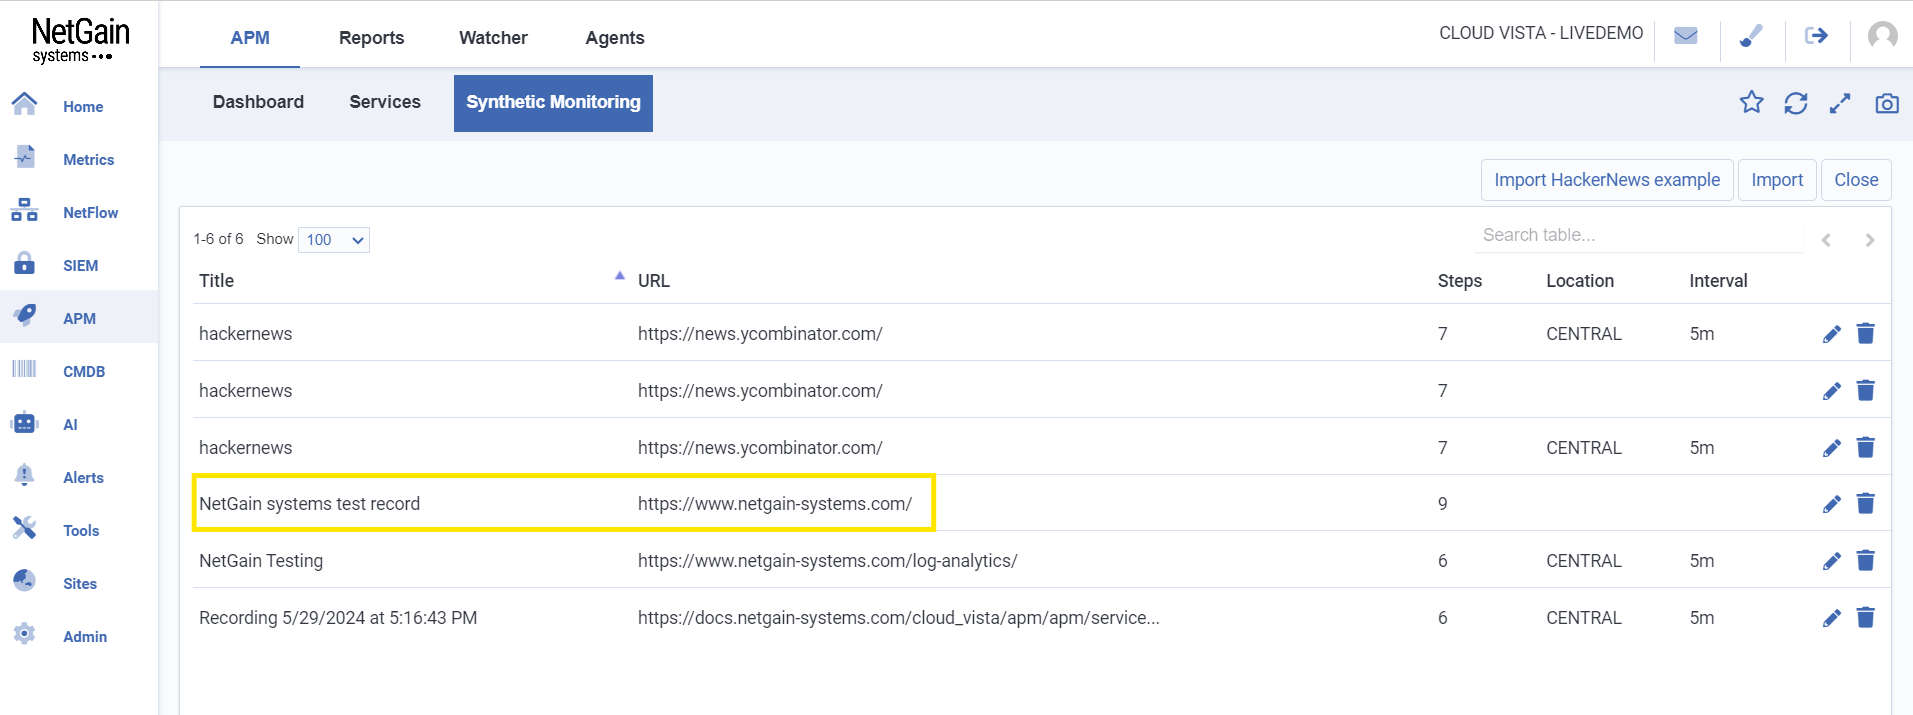 NetGain
systems
APM Reports Watcher Agents
CLOUD VISTA - LIVEDEMO
Home
Metrics
NetFlow
SIEM
APM
CMDB
AI
Alerts
Tools
Sites
Admin
Dashboard Services Synthetic Monitoring
Import HackerNews example Import Close
1-6 of 6 Show 100 Search table...
Title URL Steps Location Interval
hackernews https://news.ycombinator.com/ 7 CENTRAL 5m
hackernews https://news.ycombinator.com/ 7
hackernews https://news.ycombinator.com/ 7 CENTRAL 5m
NetGain systems test record https://www.netgain-systems.com/ 9
NetGain Testing https://www.netgain-systems.com/log-analytics/ 6 CENTRAL 5m
Recording 5/29/2024 at 5:16:43 PM https://docs.netgain-systems.com/cloud_vista/apm/apm/service... 6 CENTRAL 5m